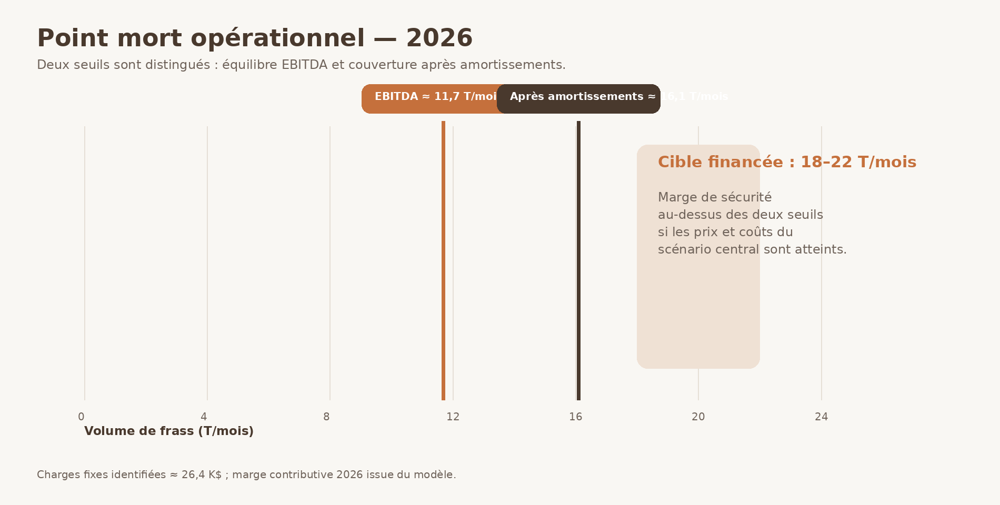 Point mort opérationnel — 2026
Deux seuils sont distingués : équilibre EBITDA et couverture après amortissements.
EBITDA ≈ 11,7 T/moi
Après amortissements ≈ 16,1 T/mois
Cible financée : 18–22 T/mois
Marge de sécurité
au-dessus des deux seuils
si les prix et coûts du
scénario central sont atteints.
0 4 8 12 16 20 24
Volume de frass (T/mois)
Charges fixes identifiées ≈ 26,4 K$ ; marge contributive 2026 issue du modèle.